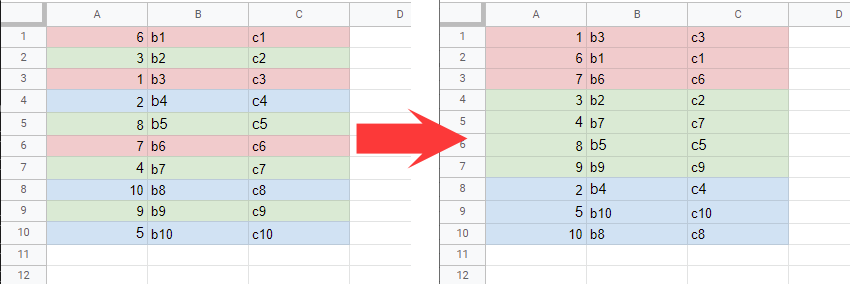 A B C D
1 6 b1 c1
2 3 b2 c2
3 1 b3 c3
4 2 b4 c4
5 8 b5 c5
6 7 b6 c6
7 4 b7 c7
8 10 b8 c8
9 9 b9 c9
10 5 b10 c10
11
12
A B C D
1 1 b3 c3
2 6 b1 c1
3 7 b6 c6
4 3 b2 c2
5 4 b7 c7
6 8 b5 c5
7 9 b9 c9
8 2 b4 c4
9 5 b10 c10
10 10 b8 c8
11
12